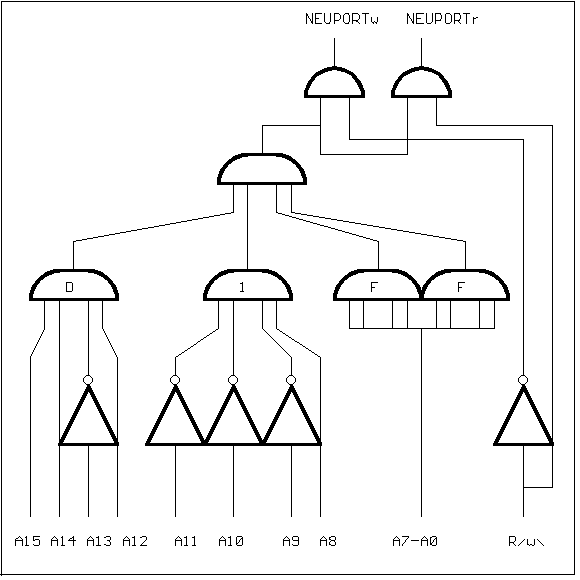 NEUPORTw NEUPORTr
D 1 F F
A15 A14 A13 A12 A11 A10 A9 A8 A7-A0 R/w\